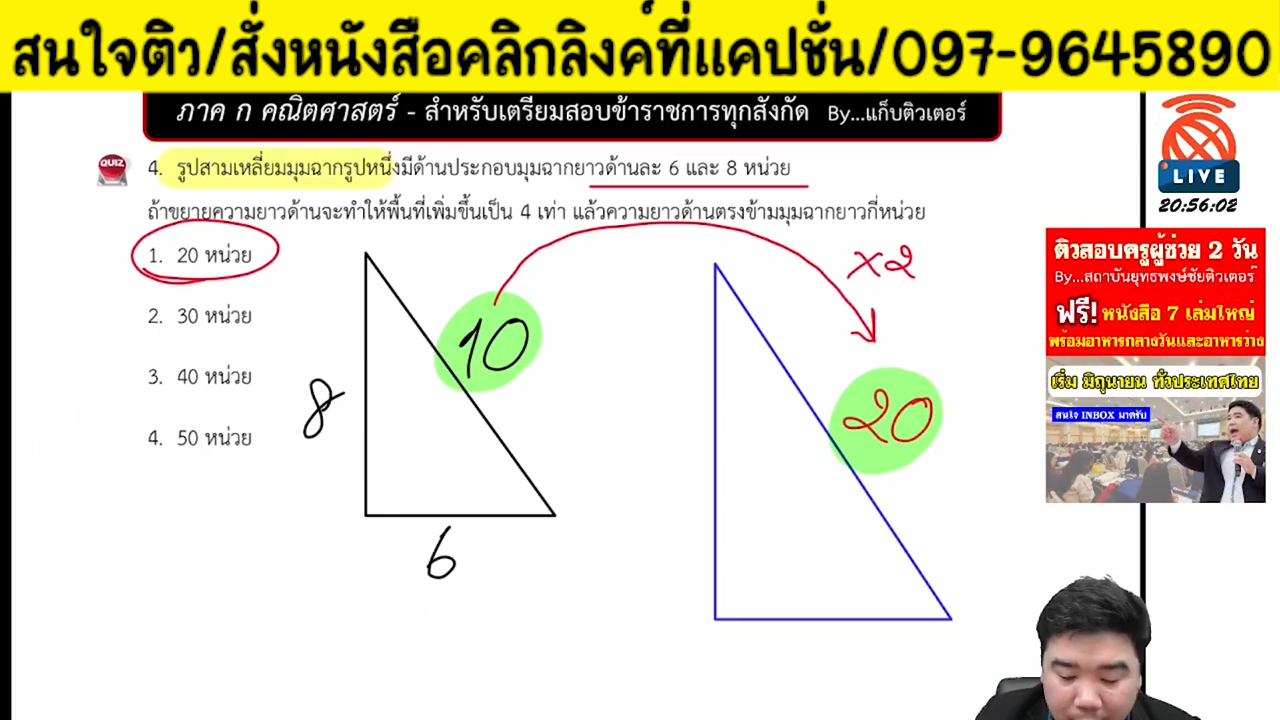 สนใจติว/สั่งหนังสือคลิกลิงค์ที่แคปชั่น/097-9645890
ภาค ก คณิตศาสตร์ - สำหรับเตรียมสอบข้าราชการทุกสังกัด By...แก็บติวเตอร์
QUIZ
4. รูปสามเหลี่ยมมุมฉากรูปหนึ่งมีด้านประกอบมุมฉากยาวด้านละ 6 และ 8 หน่วย
ถ้าขยายความยาวด้านจะทำให้พื้นที่เพิ่มขึ้นเป็น 4 เท่า แล้วความยาวด้านตรงข้ามมุมฉากยาวกี่หน่วย
1. 20 หน่วย
2. 30 หน่วย
3. 40 หน่วย
4. 50 หน่วย
8
6
10
×2
20
LIVE
20:56:02
ติวสอบครูผู้ช่วย 2 วัน
By...สถาบันยุทธพงษ์ชัยติวเตอร์
ฟรี! หนังสือ 7 เล่มใหญ่
พร้อมอาหารกลางวันและอาหารว่าง
เริ่ม มิถุนายน ทั่วประเทศไทย
สนใจ INBOX มาครับ